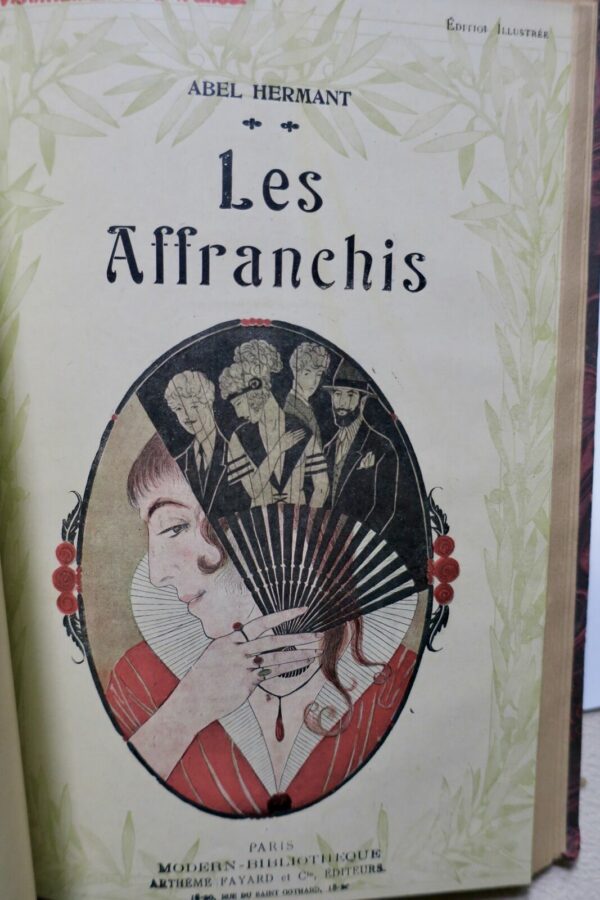 Édition Illustrée
ABEL HERMANT
Les
Affranchis
PARIS
MODERN-BIBLIOTHÈQUE
ARTHÈME FAYARD et Cie, ÉDITEURS
18-20, RUE DU SAINT GOTHARD, 18-20